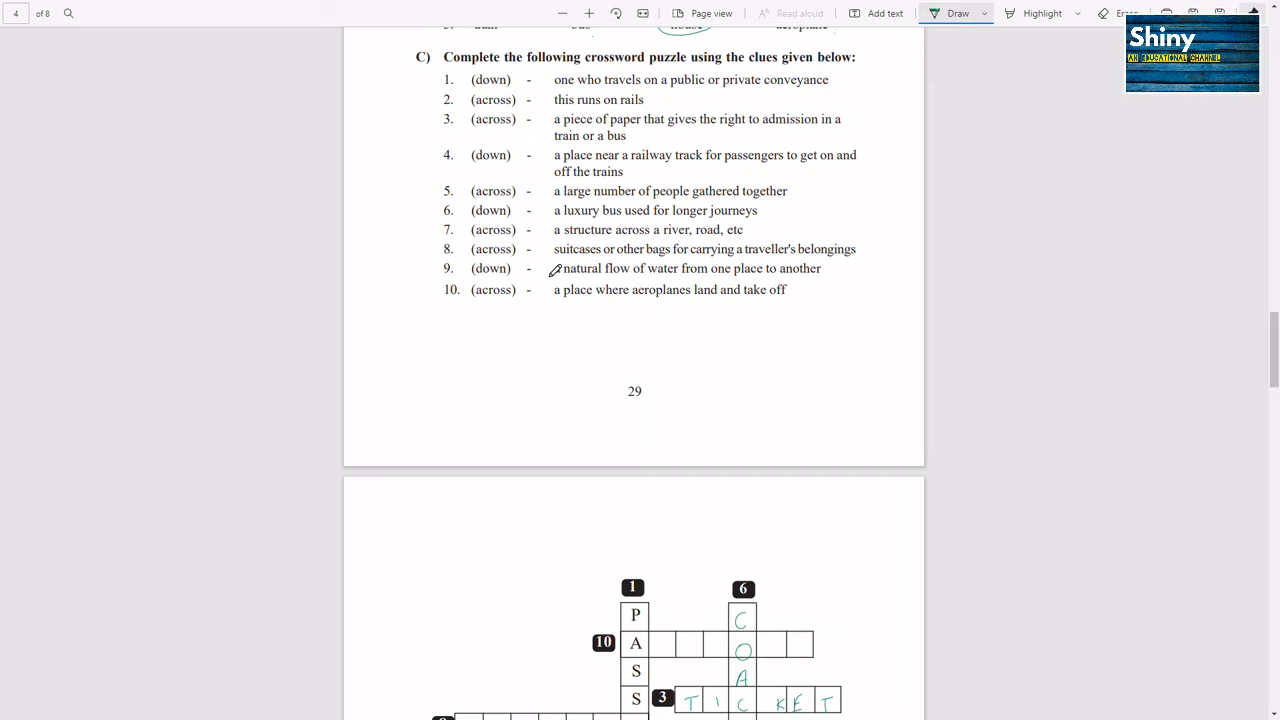 4 of 8 Page view Read aloud Add text Draw Highlight
Shiny
AN EDUCATIONAL CHANNEL
house aeroplane
C) Complete the following crossword puzzle using the clues given below:
1. (down) - one who travels on a public or private conveyance
2. (across) - this runs on rails
3. (across) - a piece of paper that gives the right to admission in a
train or a bus
4. (down) - a place near a railway track for passengers to get on and
off the trains
5. (across) - a large number of people gathered together
6. (down) - a luxury bus used for longer journeys
7. (across) - a structure across a river, road, etc
8. (across) - suitcases or other bags for carrying a traveller's belongings
9. (down) - natural flow of water from one place to another
10. (across) - a place where aeroplanes land and take off
29
1 6
P C
10 A O
S A
S 3 T I C K E T